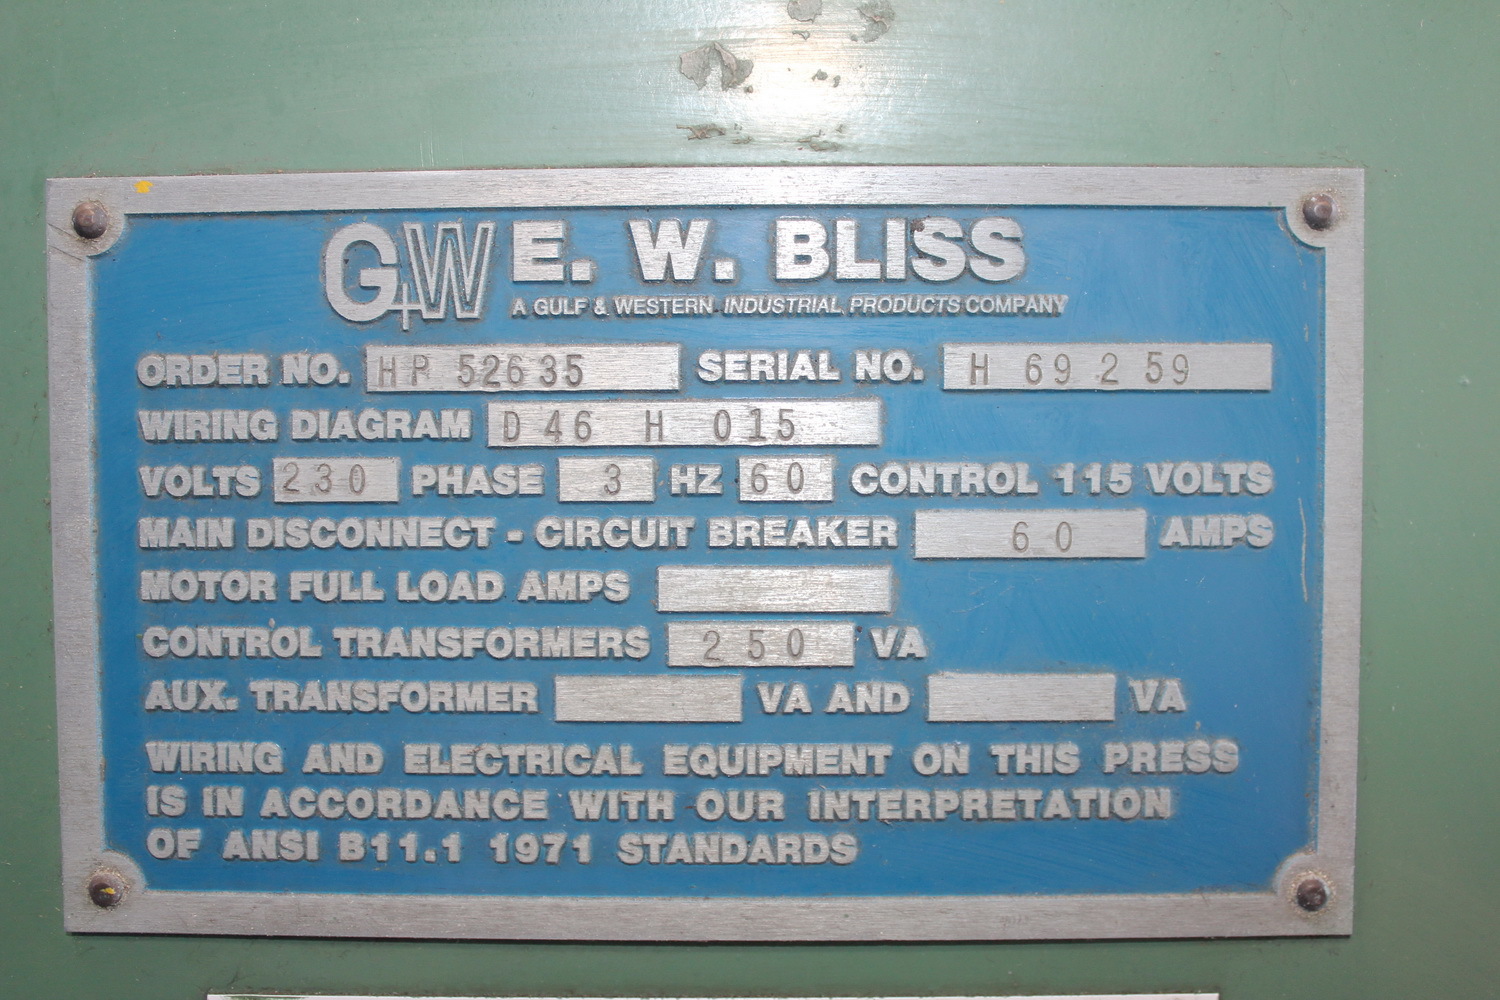 G+W E. W. BLISS
A GULF & WESTERN INDUSTRIAL PRODUCTS COMPANY
ORDER NO. HP 52635 SERIAL NO. H 69259
WIRING DIAGRAM D46 H 015
VOLTS 230 PHASE 3 HZ 60 CONTROL 115 VOLTS
MAIN DISCONNECT - CIRCUIT BREAKER 60 AMPS
MOTOR FULL LOAD AMPS
CONTROL TRANSFORMERS 250 VA
AUX. TRANSFORMER VA AND VA
WIRING AND ELECTRICAL EQUIPMENT ON THIS PRESS
IS IN ACCORDANCE WITH OUR INTERPRETATION
OF ANSI B11.1 1971 STANDARDS